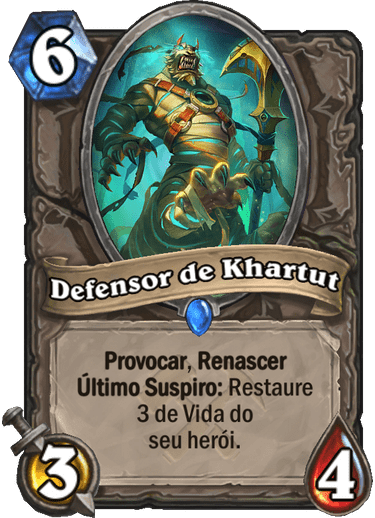 6
Defensor de Khartut
Provocar, Renascer
Último Suspiro: Restaure
3 de Vida do
seu herói.
3
4